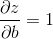 ∂z/∂b = 1